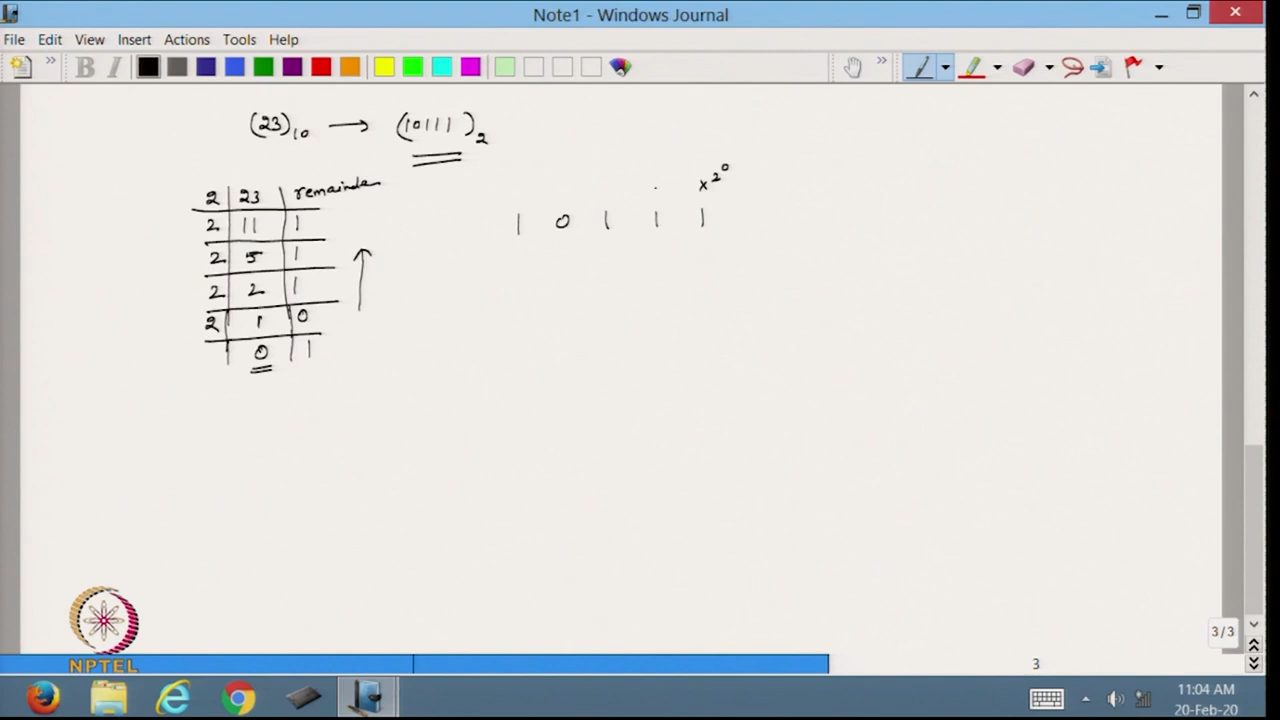 Note1 - Windows Journal
File Edit View Insert Actions Tools Help
B I
(23)10 → (10111)2
2 23 remainder
2 11 1
2 5 1
2 2 1
2 1 0
0 1
×2⁰
1 0 1 1 1
3/3
NPTEL
3
11:04 AM
20-Feb-20